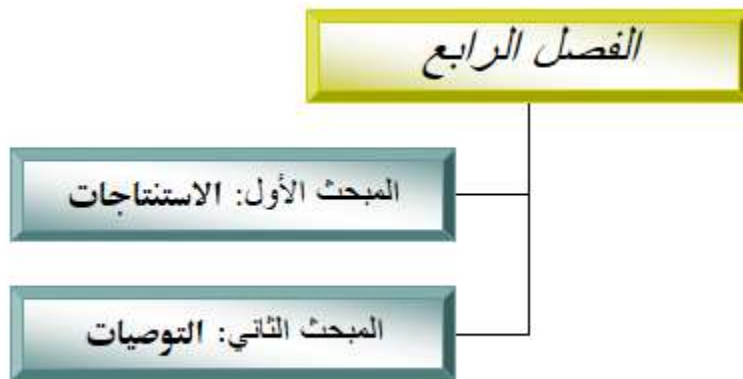 الفصل الرابع
المبحث الأول: الاستنتاجات
المبحث الثاني: التوصيات